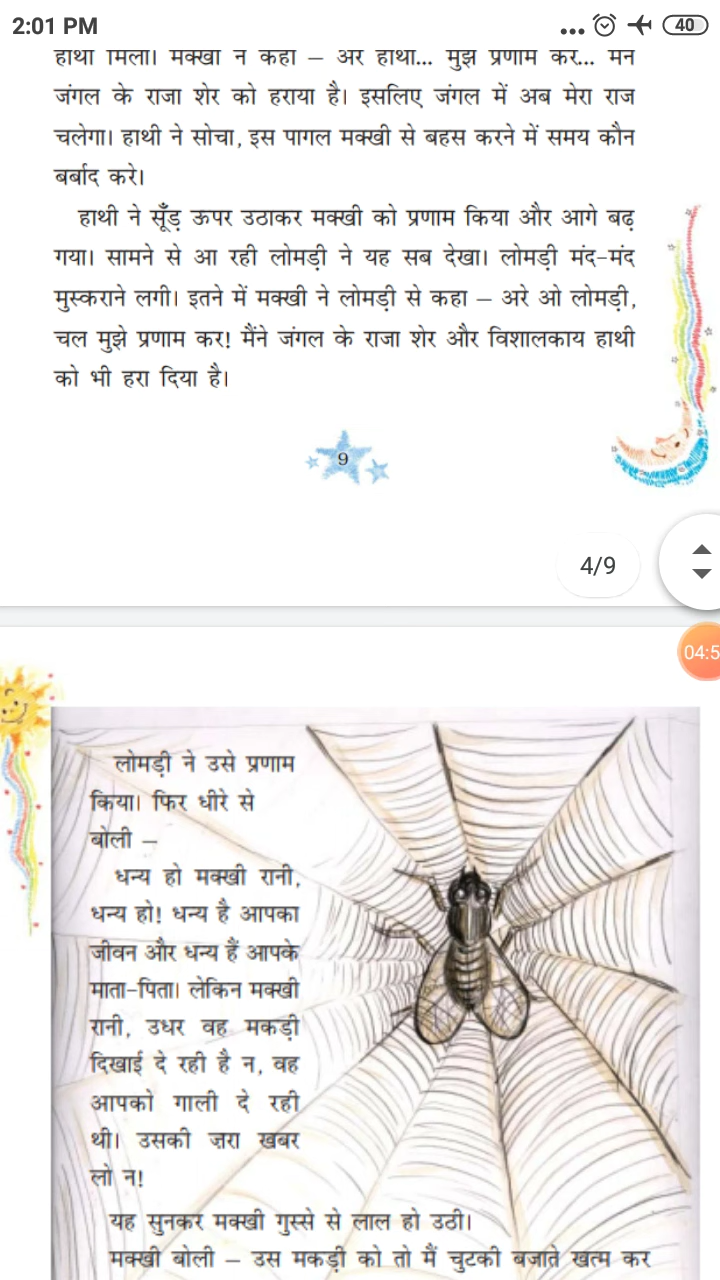 2:01 PM
40
हाथी मिला। मक्खी ने कहा – अरे हाथी... मुझे प्रणाम कर... मैंने
जंगल के राजा शेर को हराया है। इसलिए जंगल में अब मेरा राज
चलेगा। हाथी ने सोचा, इस पागल मक्खी से बहस करने में समय कौन
बर्बाद करे।
हाथी ने सूँड़ ऊपर उठाकर मक्खी को प्रणाम किया और आगे बढ़
गया। सामने से आ रही लोमड़ी ने यह सब देखा। लोमड़ी मंद-मंद
मुस्कराने लगी। इतने में मक्खी ने लोमड़ी से कहा – अरे ओ लोमड़ी,
चल मुझे प्रणाम कर! मैंने जंगल के राजा शेर और विशालकाय हाथी
को भी हरा दिया है।
9
4/9
04:5
लोमड़ी ने उसे प्रणाम
किया। फिर धीरे से
बोली –
धन्य हो मक्खी रानी,
धन्य हो! धन्य है आपका
जीवन और धन्य हैं आपके
माता-पिता। लेकिन मक्खी
रानी, उधर वह मकड़ी
दिखाई दे रही है न, वह
आपको गाली दे रही
थी। उसकी ज़रा खबर
लो न!
यह सुनकर मक्खी गुस्से से लाल हो उठी।
मक्खी बोली – उस मकड़ी को तो मैं चुटकी बजाते खत्म कर